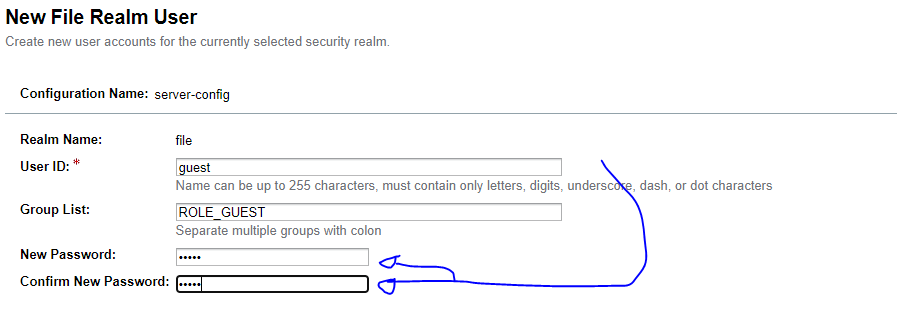 New File Realm User
Create new user accounts for the currently selected security realm.
Configuration Name: server-config
Realm Name: file
User ID: * guest
Name can be up to 255 characters, must contain only letters, digits, underscore, dash, or dot characters
Group List: ROLE_GUEST
Separate multiple groups with colon
New Password: •••••
Confirm New Password: •••••